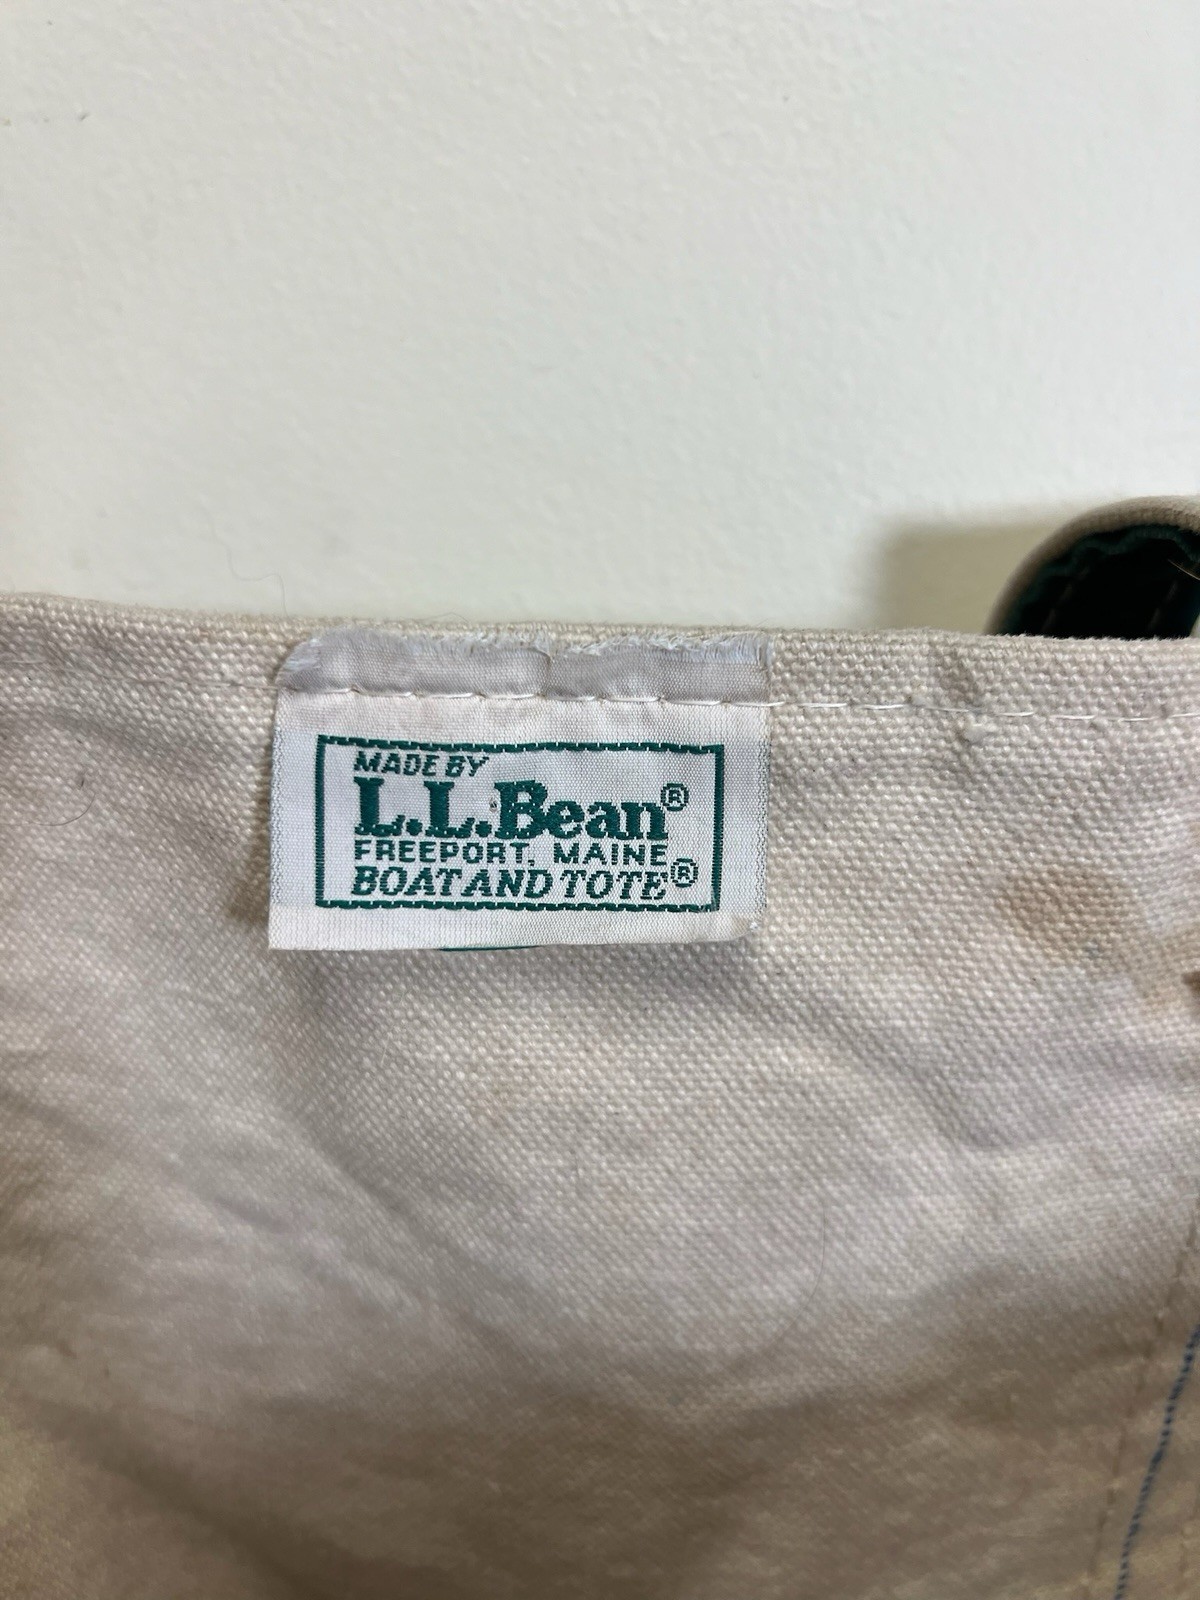 MADE BY
L.L.Bean®
FREEPORT, MAINE
BOAT AND TOTE®